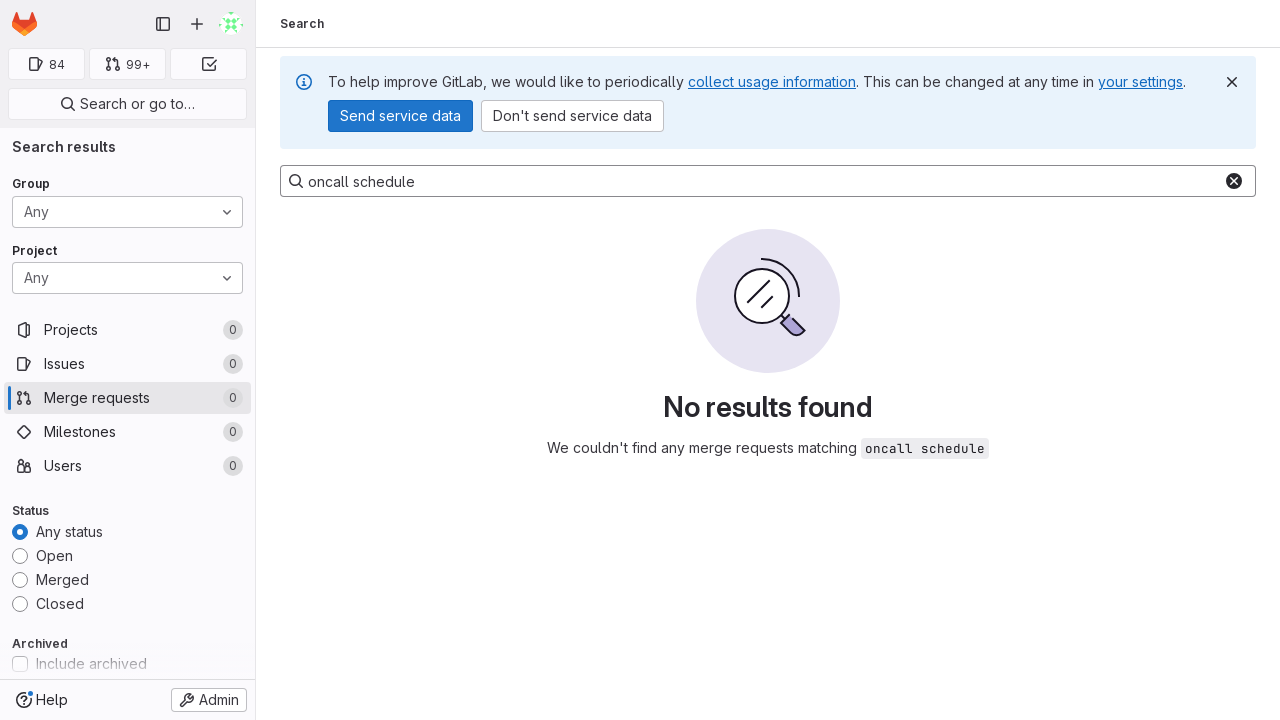 84
99+
Search or go to…
Search results
Group
Any
Project
Any
Projects 0
Issues 0
Merge requests 0
Milestones 0
Users 0
Status
Any status
Open
Merged
Closed
Archived
Include archived
Help
Admin
Search
To help improve GitLab, we would like to periodically collect usage information. This can be changed at any time in your settings.
Send service data
Don't send service data
oncall schedule
No results found
We couldn't find any merge requests matching oncall schedule